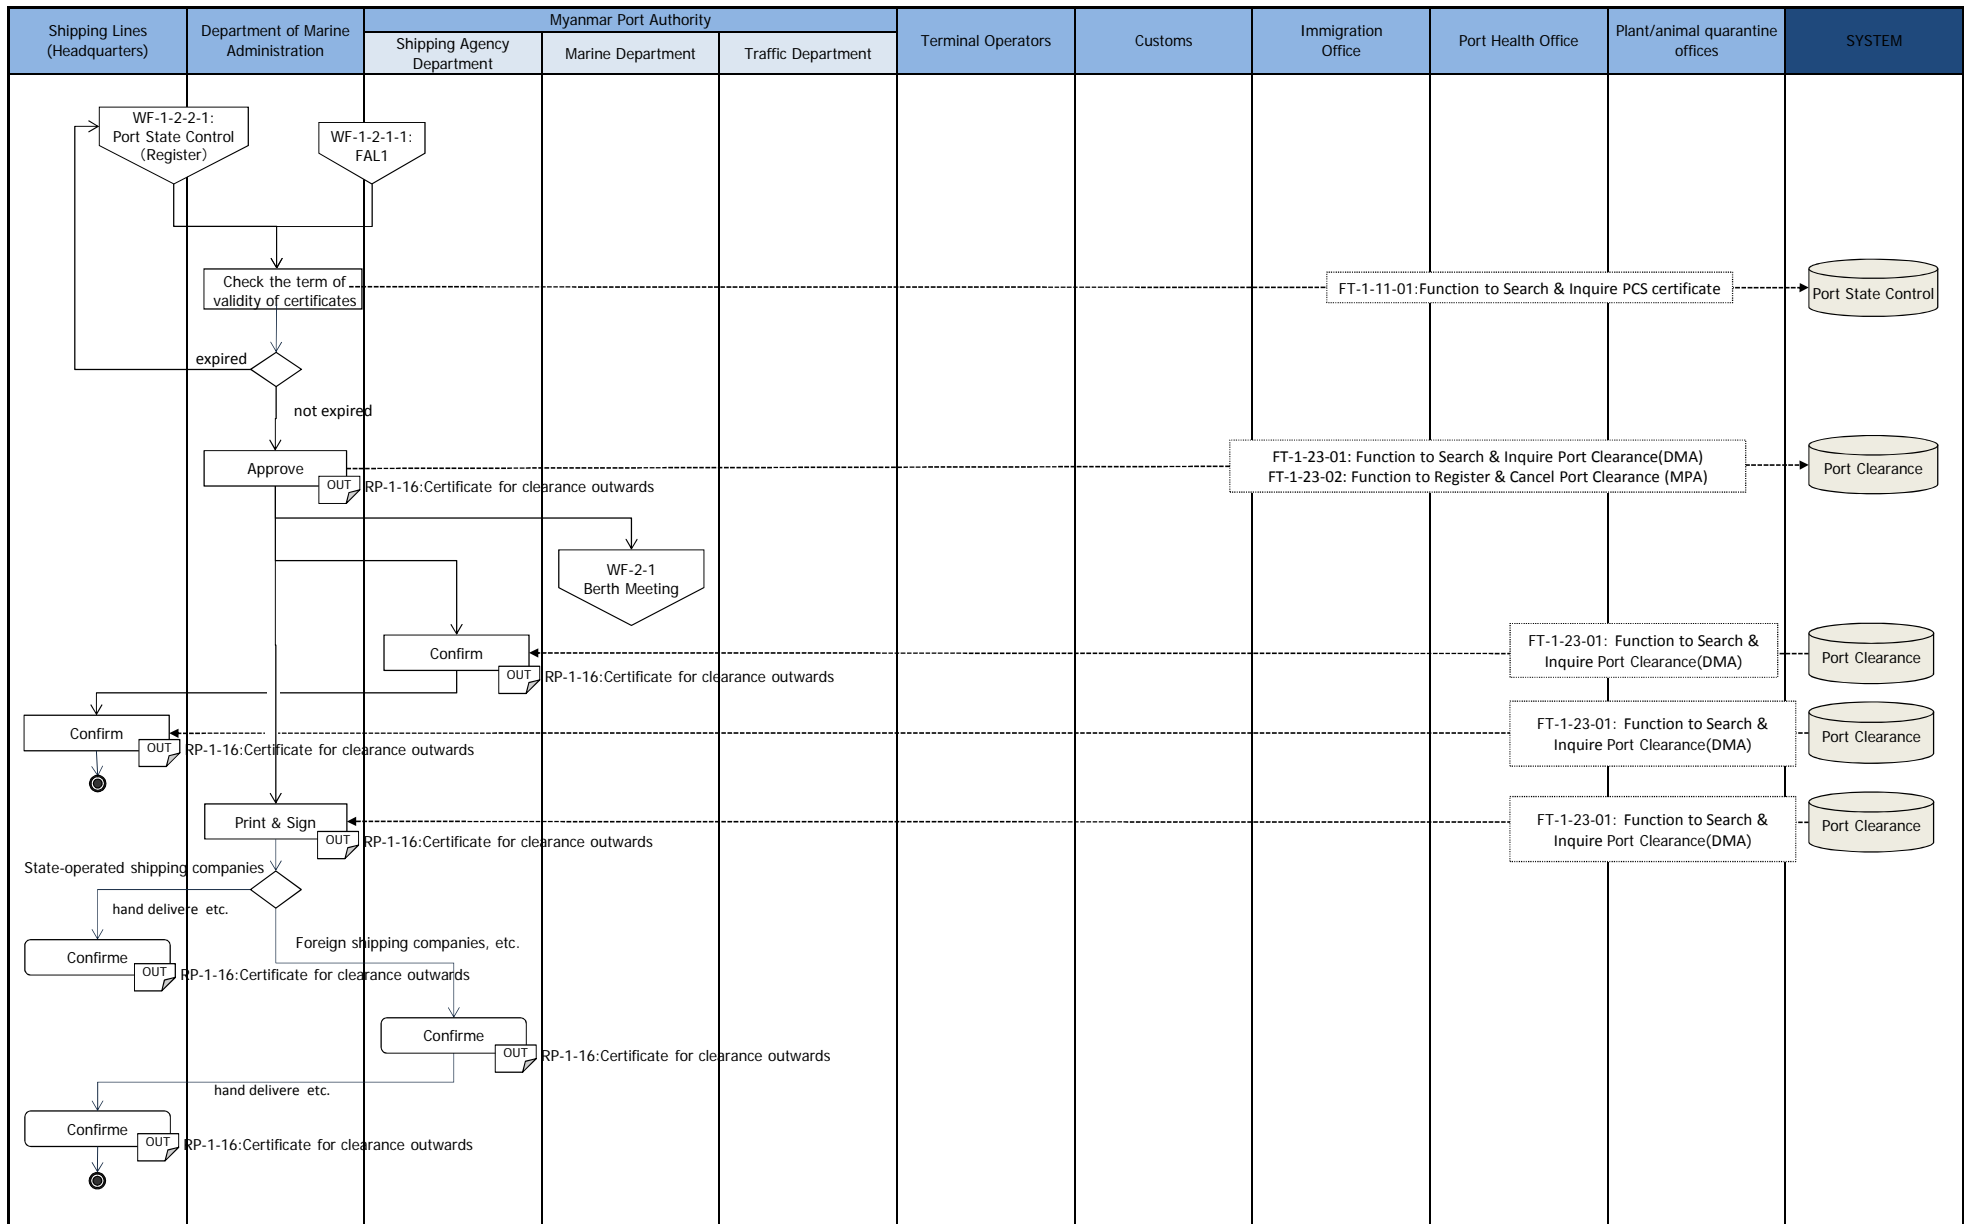 Shipping Lines
(Headquarters)
Department of Marine
Administration
Myanmar Port Authority
Shipping Agency
Department
Marine Department
Traffic Department
Terminal Operators
Customs
Immigration
Office
Port Health Office
Plant/animal quarantine
offices
SYSTEM
WF-1-2-2-1:
Port State Control
(Register)
WF-1-2-1-1:
FAL1
Check the term of
validity of certificates
FT-1-11-01:Function to Search & Inquire PCS certificate
Port State Control
expired
not expired
Approve
OUT
RP-1-16:Certificate for clearance outwards
FT-1-23-01: Function to Search & Inquire Port Clearance(DMA)
FT-1-23-02: Function to Register & Cancel Port Clearance (MPA)
Port Clearance
WF-2-1
Berth Meeting
Confirm
OUT
RP-1-16:Certificate for clearance outwards
FT-1-23-01: Function to Search &
Inquire Port Clearance(DMA)
Port Clearance
Confirm
OUT
RP-1-16:Certificate for clearance outwards
FT-1-23-01: Function to Search &
Inquire Port Clearance(DMA)
Port Clearance
Print & Sign
OUT
RP-1-16:Certificate for clearance outwards
FT-1-23-01: Function to Search &
Inquire Port Clearance(DMA)
Port Clearance
State-operated shipping companies
hand delivere etc.
Foreign shipping companies, etc.
Confirme
OUT
RP-1-16:Certificate for clearance outwards
Confirme
OUT
RP-1-16:Certificate for clearance outwards
hand delivere etc.
Confirme
OUT
RP-1-16:Certificate for clearance outwards